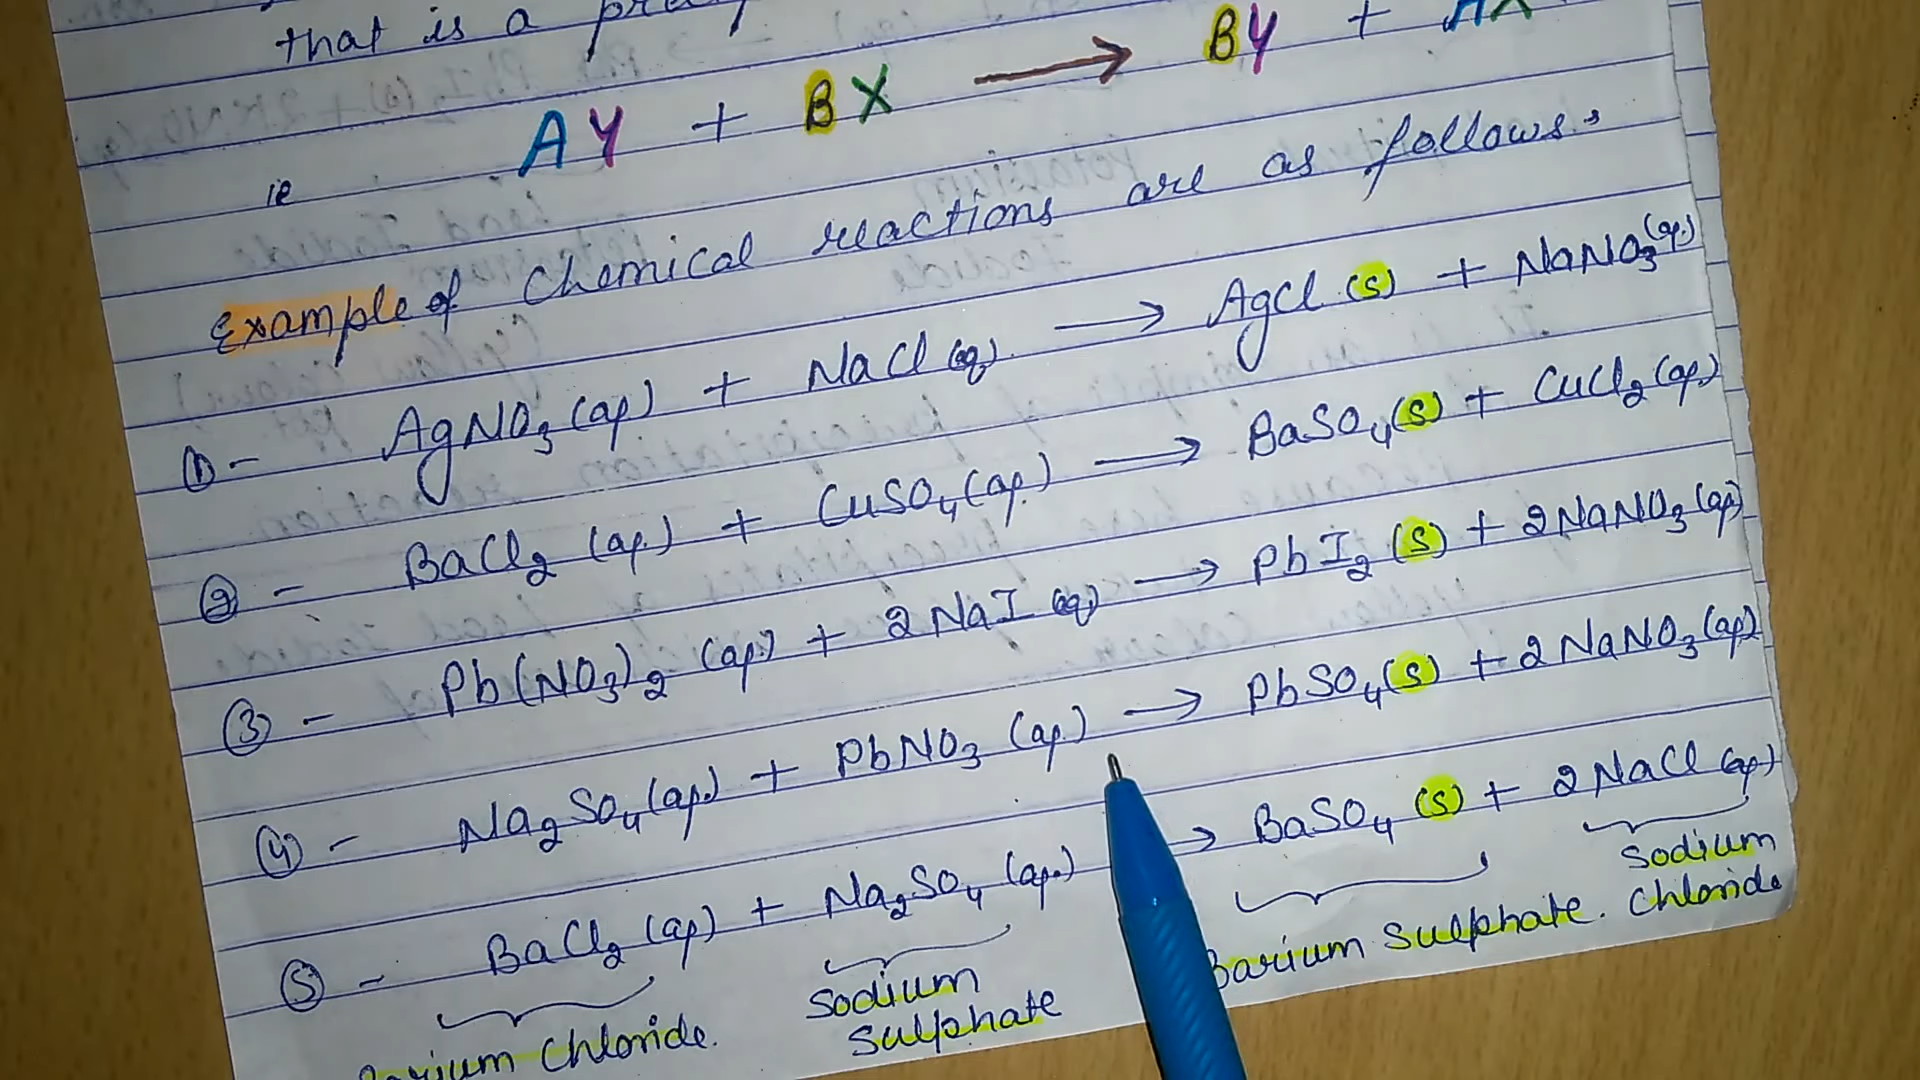 that is a
AY + BX → BY + AX
ie
Example of Chemical reactions are as follows:
① - AgNO₃ (aq.) + NaCl (aq.) → AgCl (s) + NaNO₃ (aq.)
② - BaCl₂ (aq.) + CuSO₄ (aq.) → BaSO₄ (s) + CuCl₂ (aq.)
③ - Pb(NO₃)₂ (aq.) + 2 NaI (aq.) → PbI₂ (s) + 2 NaNO₃ (aq.)
④ - Na₂SO₄ (aq.) + PbNO₃ (aq.) → PbSO₄ (s) + 2 NaNO₃ (aq.)
⑤ - BaCl₂ (aq.) + Na₂SO₄ (aq.) → BaSO₄ (s) + 2 NaCl (aq.)
Barium Chloride. Sodium Sulphate Barium Sulphate. Sodium Chloride